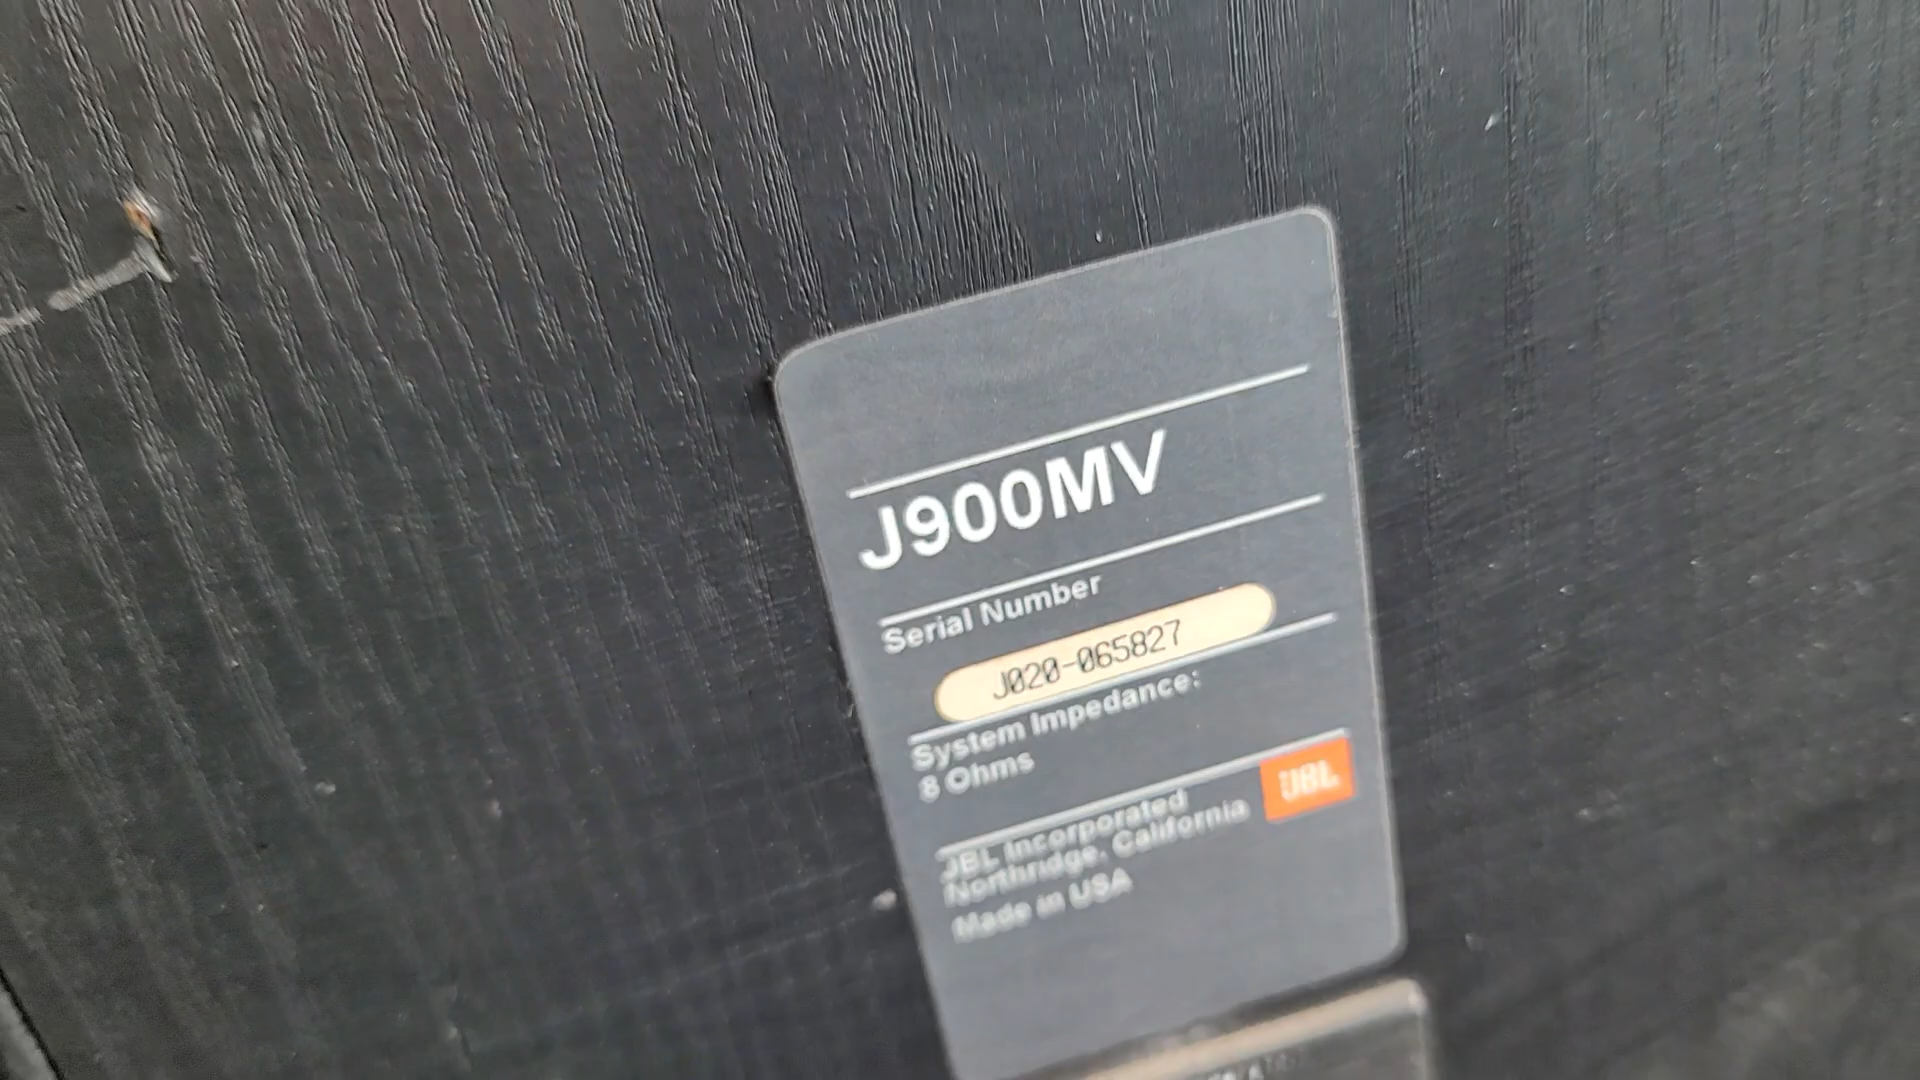 J900MV
Serial Number
J020-065827
System Impedance:
8 Ohms
JBL Incorporated
Northridge, California
Made in USA
JBL